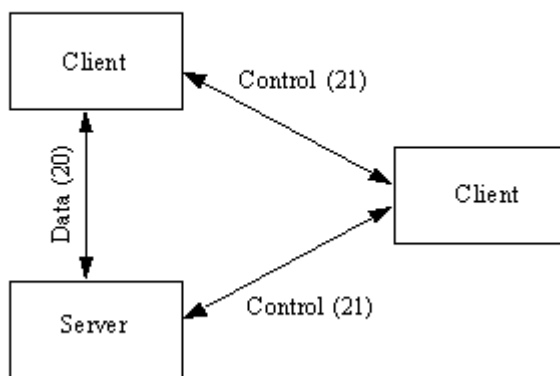 Client
Control (21)
Data (20)
Client
Control (21)
Server